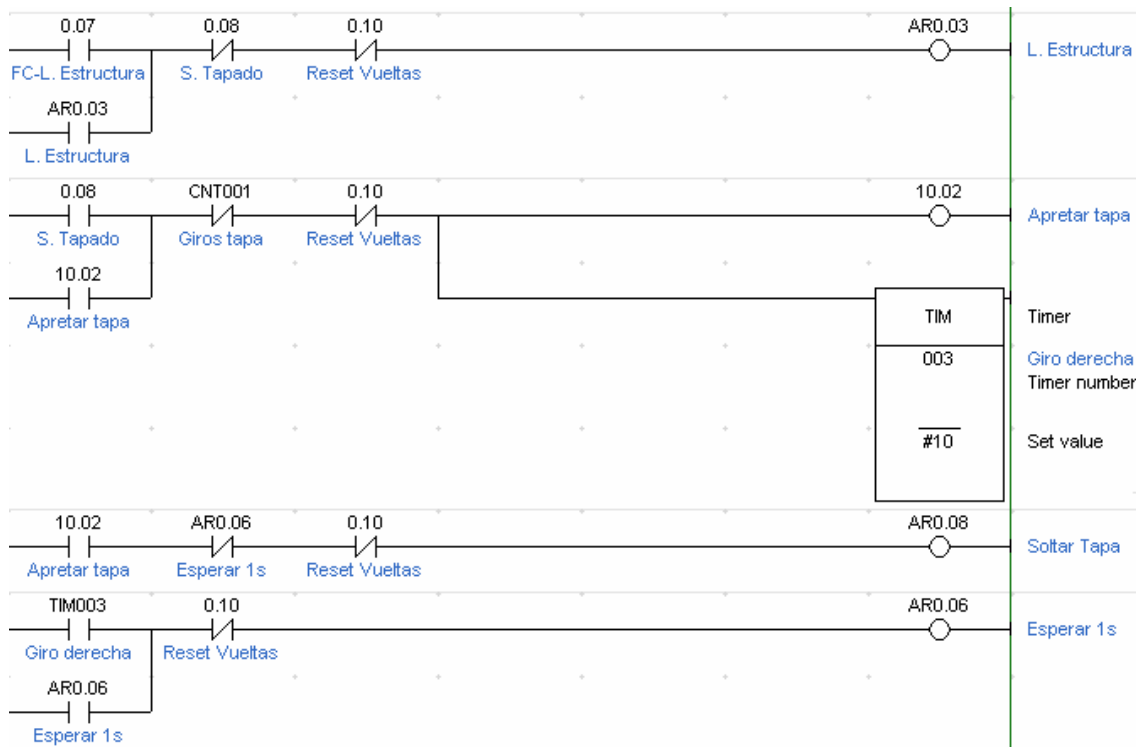 0.07 0.08 0.10 AR0.03
FC-L. Estructura S. Tapado Reset Vueltas L. Estructura
AR0.03
L. Estructura
0.08 CNT001 0.10 10.02
S. Tapado Giros tapa Reset Vueltas Apretar tapa
10.02
Apretar tapa
TIM Timer
003 Giro derecha
Timer number
#10 Set value
10.02 AR0.06 0.10 AR0.08
Apretar tapa Esperar 1s Reset Vueltas Soltar Tapa
TIM003 0.10 AR0.06
Giro derecha Reset Vueltas Esperar 1s
AR0.06
Esperar 1s